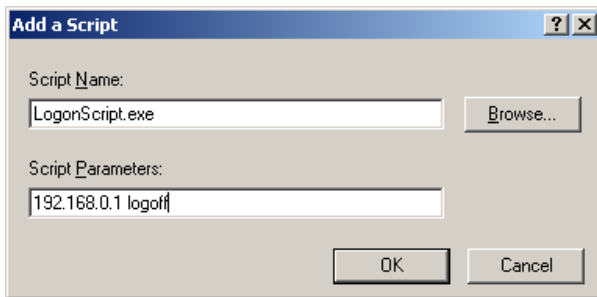 Add a Script
Script Name:
LogonScript.exe
Browse...
Script Parameters:
192.168.0.1 logoff
OK
Cancel